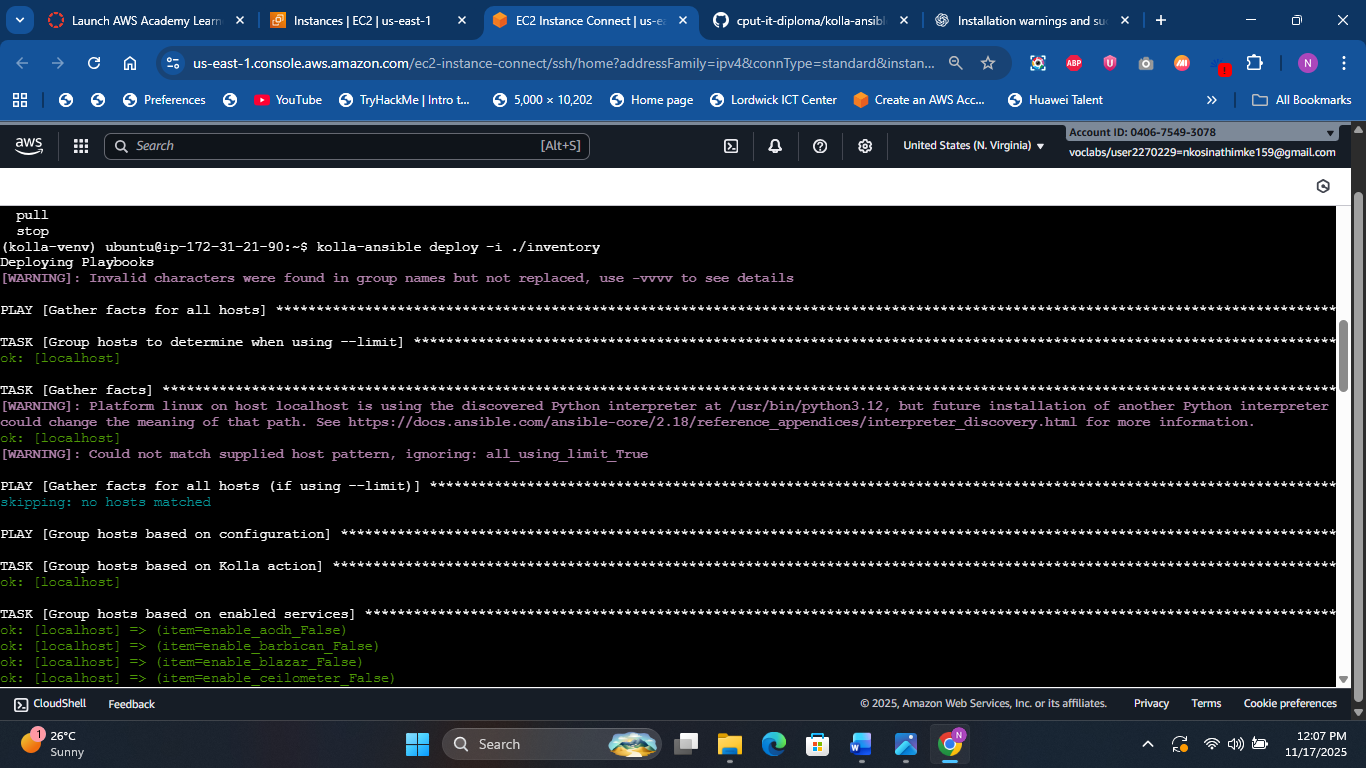 Launch AWS Academy Learn
Instances | EC2 | us-east-1
EC2 Instance Connect | us-ea
cput-it-diploma/kolla-ansible
Installation warnings and su
us-east-1.console.aws.amazon.com/ec2-instance-connect/ssh/home?addressFamily=ipv4&connType=standard&instan...
ABP
N
Preferences
YouTube
TryHackMe | Intro t...
5,000 × 10,202
Home page
Lordwick ICT Center
Create an AWS Acc...
Huawei Talent
All Bookmarks
aws
Search
[Alt+S]
United States (N. Virginia)
Account ID: 0406-7549-3078
voclabs/user2270229=nkosinathimke159@gmail.com
pull
stop
(kolla-venv) ubuntu@ip-172-31-21-90:~$ kolla-ansible deploy -i ./inventory
Deploying Playbooks
[WARNING]: Invalid characters were found in group names but not replaced, use -vvvv to see details
PLAY [Gather facts for all hosts] ************************************************************
TASK [Group hosts to determine when using --limit] ************************************************************
ok: [localhost]
TASK [Gather facts] ************************************************************
[WARNING]: Platform linux on host localhost is using the discovered Python interpreter at /usr/bin/python3.12, but future installation of another Python interpreter
could change the meaning of that path. See https://docs.ansible.com/ansible-core/2.18/reference_appendices/interpreter_discovery.html for more information.
ok: [localhost]
[WARNING]: Could not match supplied host pattern, ignoring: all_using_limit_True
PLAY [Gather facts for all hosts (if using --limit)] ************************************************************
skipping: no hosts matched
PLAY [Group hosts based on configuration] ************************************************************
TASK [Group hosts based on Kolla action] ************************************************************
ok: [localhost]
TASK [Group hosts based on enabled services] ************************************************************
ok: [localhost] => (item=enable_aodh_False)
ok: [localhost] => (item=enable_barbican_False)
ok: [localhost] => (item=enable_blazar_False)
ok: [localhost] => (item=enable_ceilometer_False)
CloudShell
Feedback
© 2025, Amazon Web Services, Inc. or its affiliates.
Privacy
Terms
Cookie preferences
1
26°C
Sunny
Search
N
12:07 PM
11/17/2025